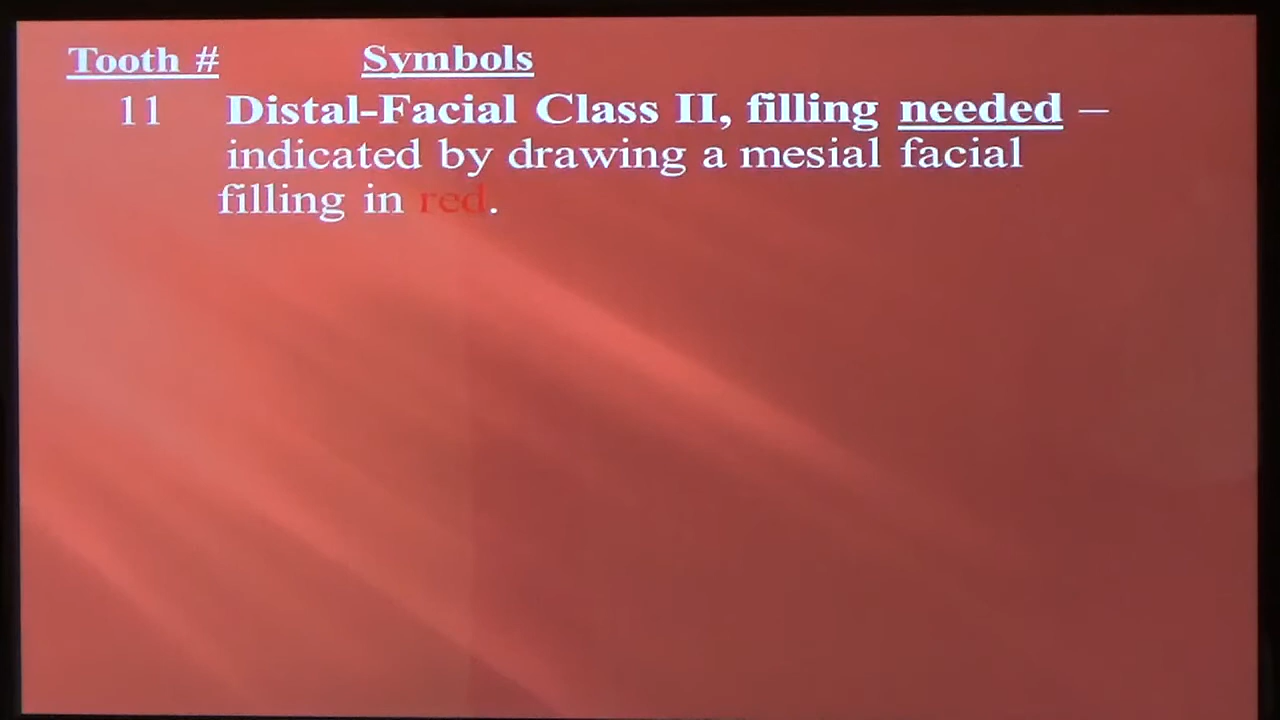 Tooth # Symbols
11 Distal-Facial Class II, filling needed –
indicated by drawing a mesial facial
filling in red.